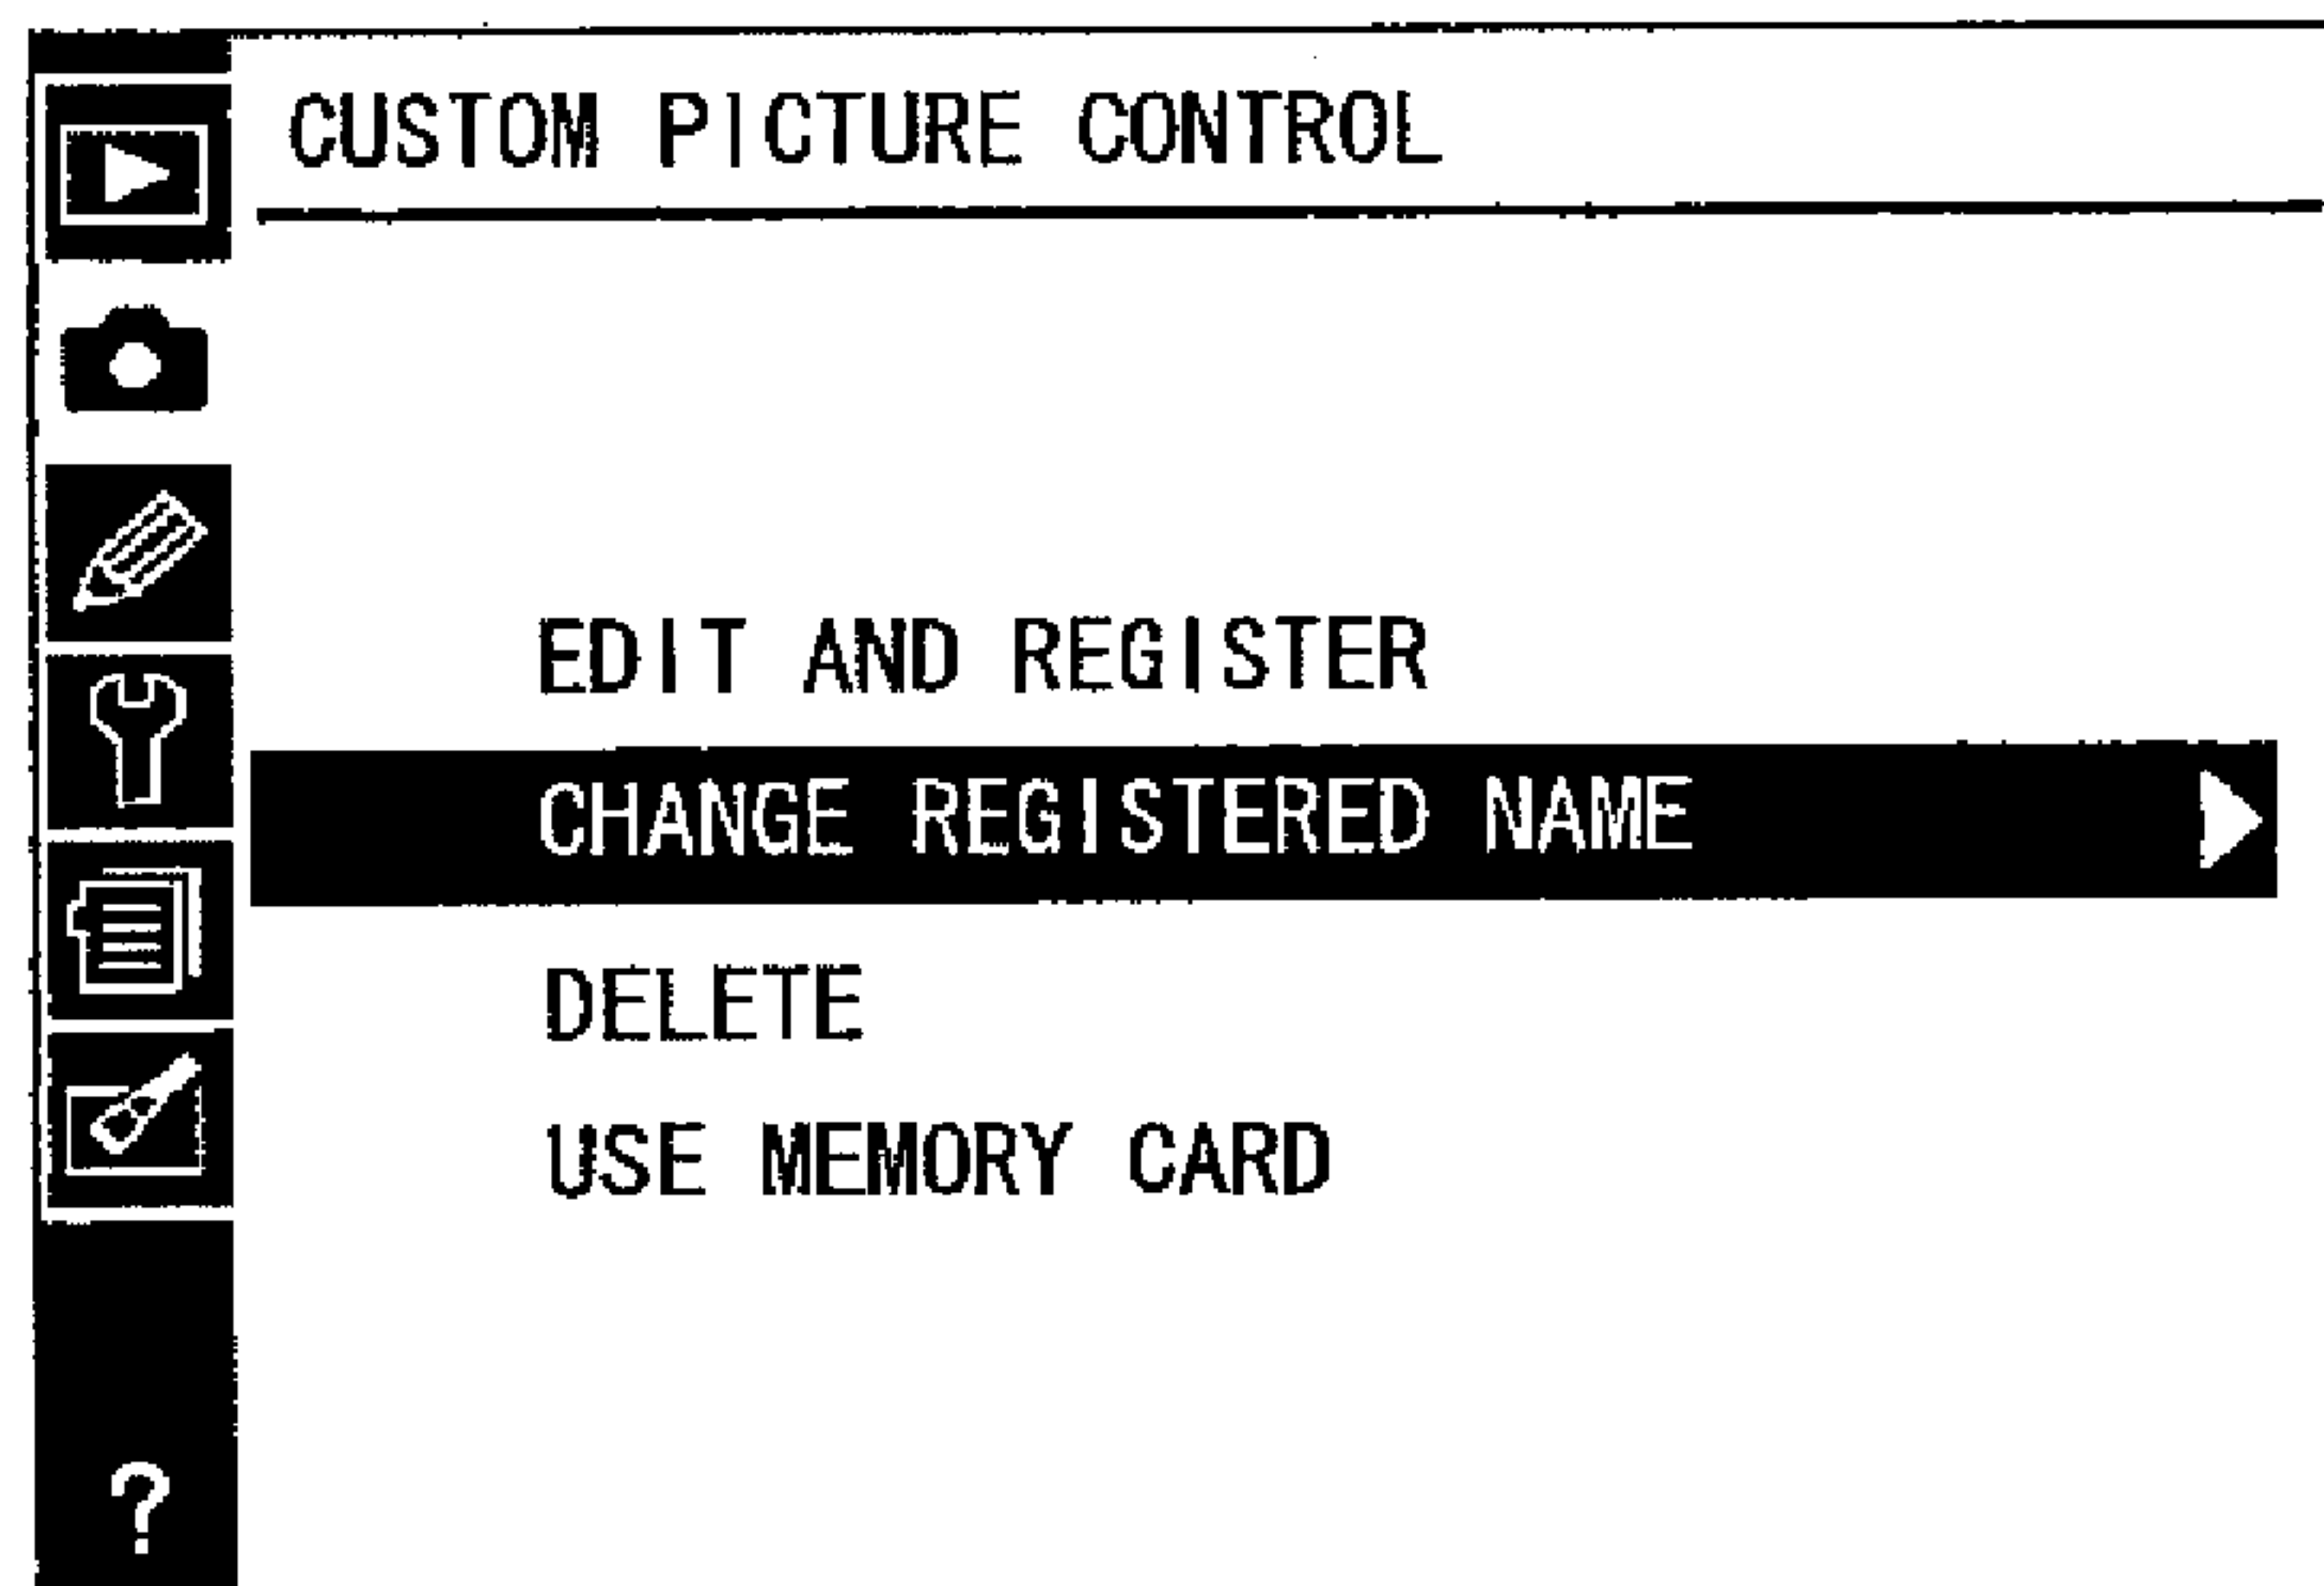 CUSTOM PICTURE CONTROL
EDIT AND REGISTER
CHANGE REGISTERED NAME
DELETE
USE MEMORY CARD
?